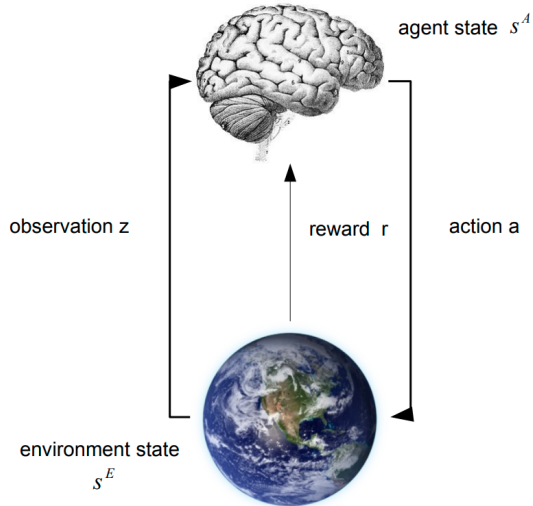 agent state s^A
observation z
reward r
action a
environment state
s^E